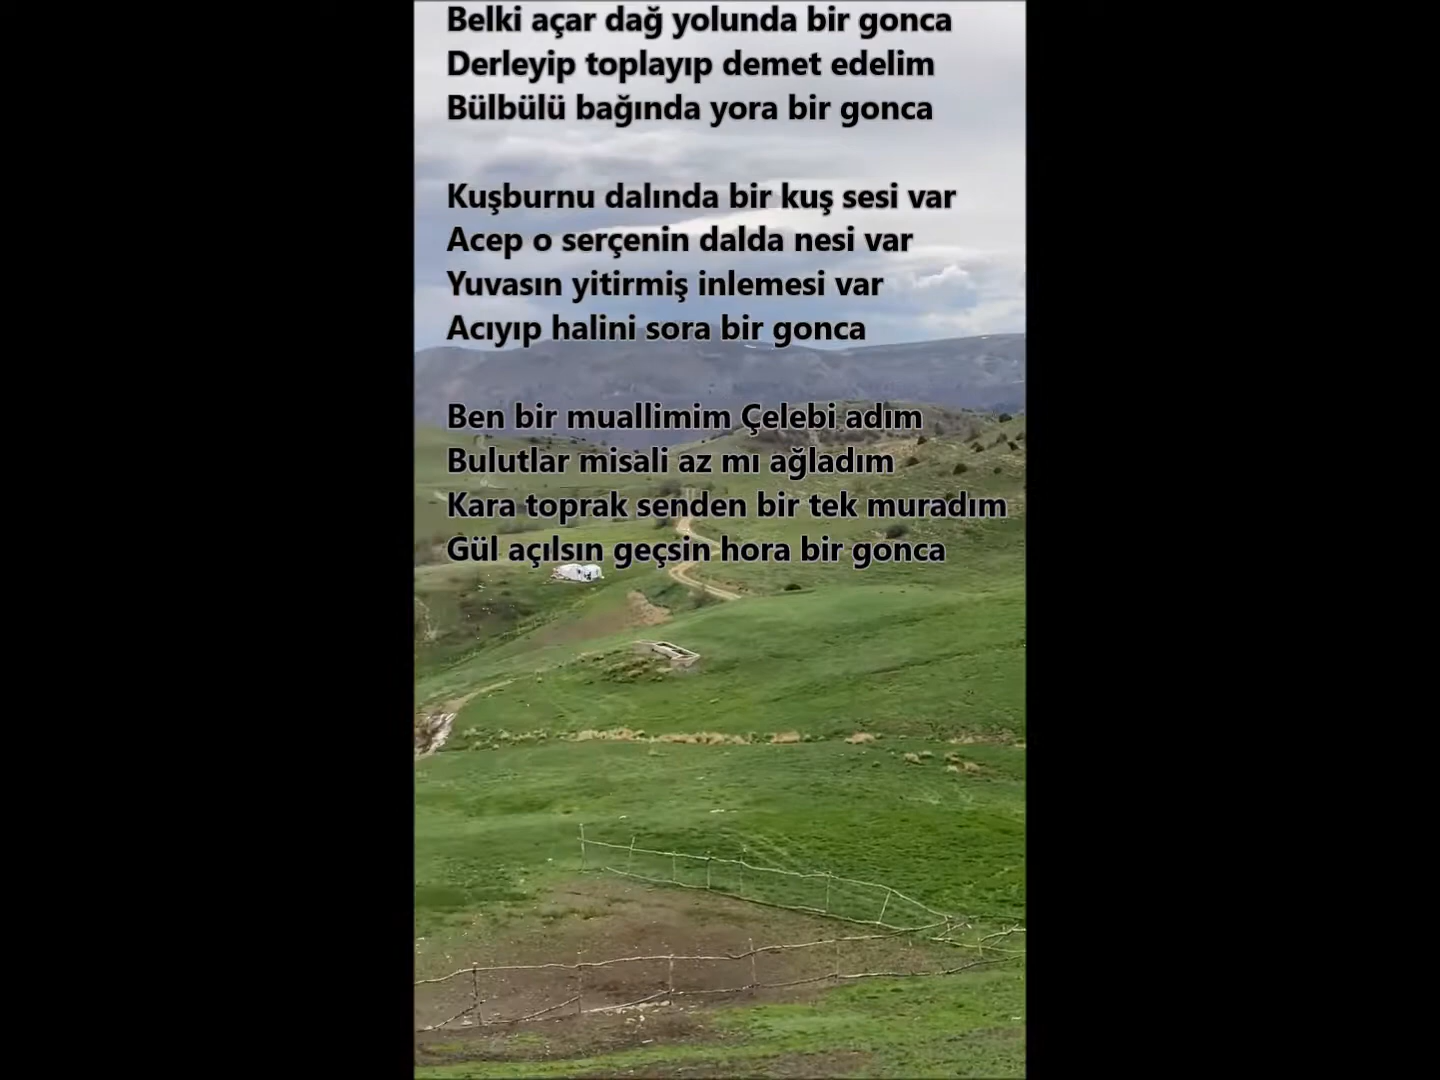 Belki açar dağ yolunda bir gonca
Derleyip toplayıp demet edelim
Bülbülü bağında yora bir gonca
Kuşburnu dalında bir kuş sesi var
Acep o serçenin dalda nesi var
Yuvasın yitirmiş inlemesi var
Acıyıp halini sora bir gonca
Ben bir muallimim Çelebi adım
Bulutlar misali az mı ağladım
Kara toprak senden bir tek muradım
Gül açılsın geçsin hora bir gonca